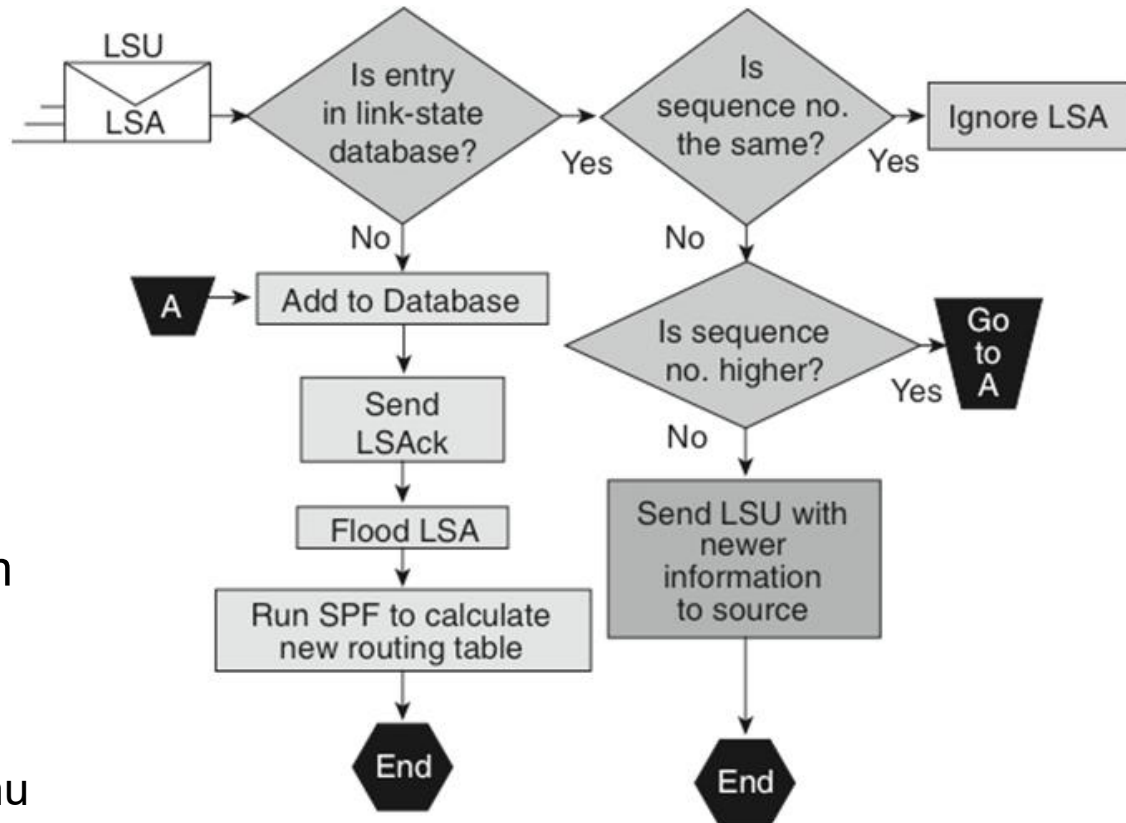 LSU
LSA
Is entry
in link-state
database?
Yes
Is
sequence no.
the same?
Yes
Ignore LSA
No
No
A
Add to Database
Is sequence
no. higher?
Yes
Go
to
A
Send
LSAck
No
Flood LSA
Send LSU with
newer
information
to source
Run SPF to calculate
new routing table
End
End